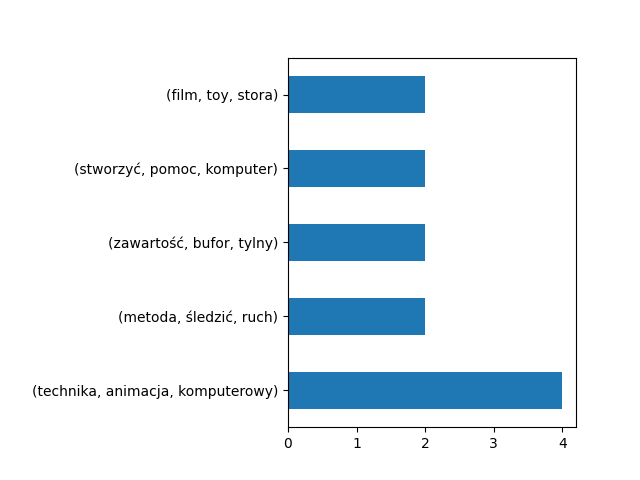 (film, toy, stora)
(stworzyć, pomoc, komputer)
(zawartość, bufor, tylny)
(metoda, śledzić, ruch)
(technika, animacja, komputerowy)
0 1 2 3 4